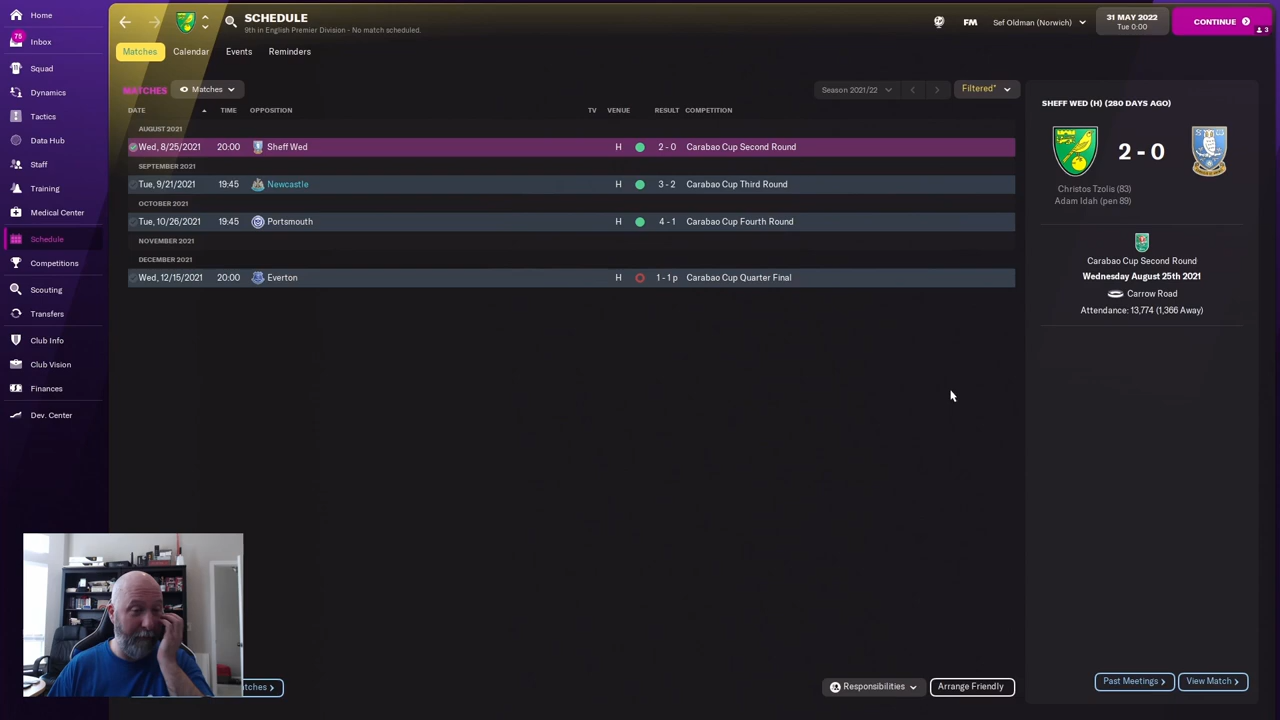 Home
SCHEDULE
9th in English Premier Division - No match scheduled.
FM
Sef Oldman (Norwich)
31 MAY 2022
Tue 0:00
CONTINUE
3
75
Inbox
Squad
Dynamics
Tactics
Data Hub
Staff
Training
Medical Center
Schedule
Competitions
Scouting
Transfers
Club Info
Club Vision
Finances
Dev. Center
Matches Calendar Events Reminders
MATCHES Matches Season 2021/22 Filtered*
DATE TIME OPPOSITION TV VENUE RESULT COMPETITION
AUGUST 2021
Wed, 8/25/2021 20:00 Sheff Wed H 2 - 0 Carabao Cup Second Round
SEPTEMBER 2021
Tue, 9/21/2021 19:45 Newcastle H 3 - 2 Carabao Cup Third Round
OCTOBER 2021
Tue, 10/26/2021 19:45 Portsmouth H 4 - 1 Carabao Cup Fourth Round
NOVEMBER 2021
DECEMBER 2021
Wed, 12/15/2021 20:00 Everton H 1 - 1 p Carabao Cup Quarter Final
SHEFF WED (H) (280 DAYS AGO)
2 - 0
Christos Tzolis (83)
Adam Idah (pen 89)
Carabao Cup Second Round
Wednesday August 25th 2021
Carrow Road
Attendance: 13,774 (1,366 Away)
Responsibilities
Arrange Friendly
Past Meetings
View Match